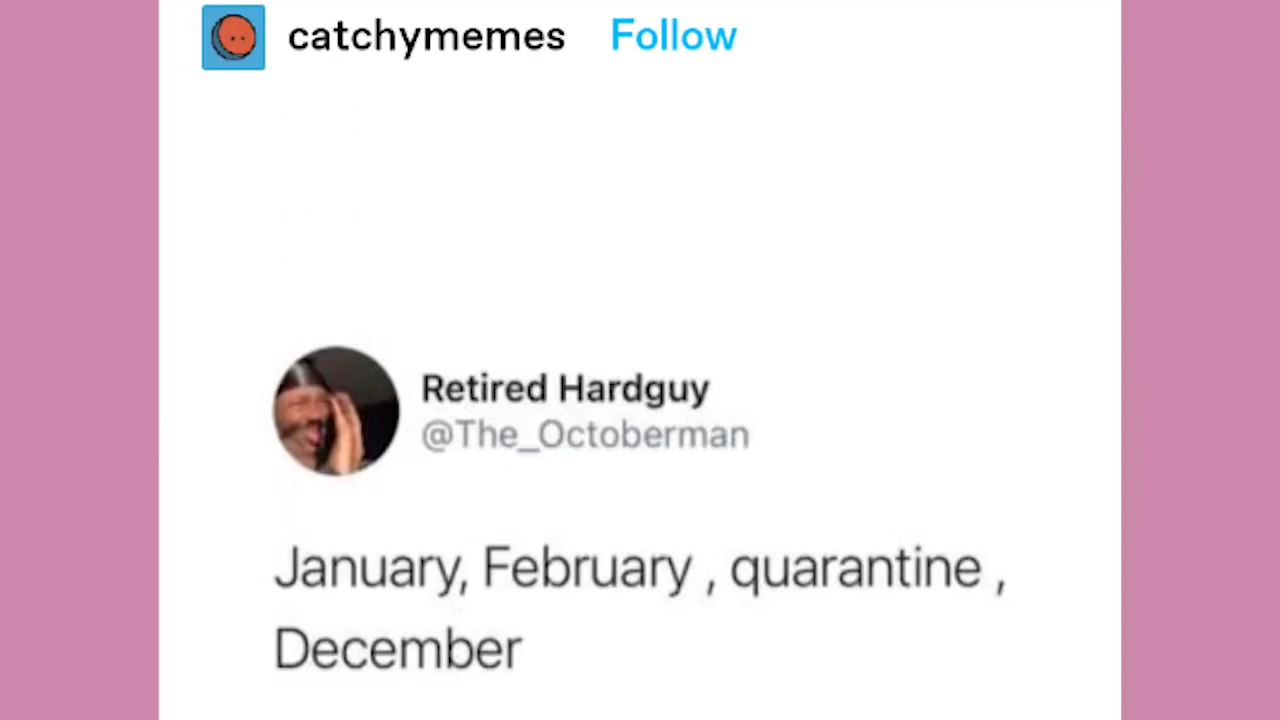 catchymemes Follow
Retired Hardguy
@The_Octoberman
January, February , quarantine ,
December